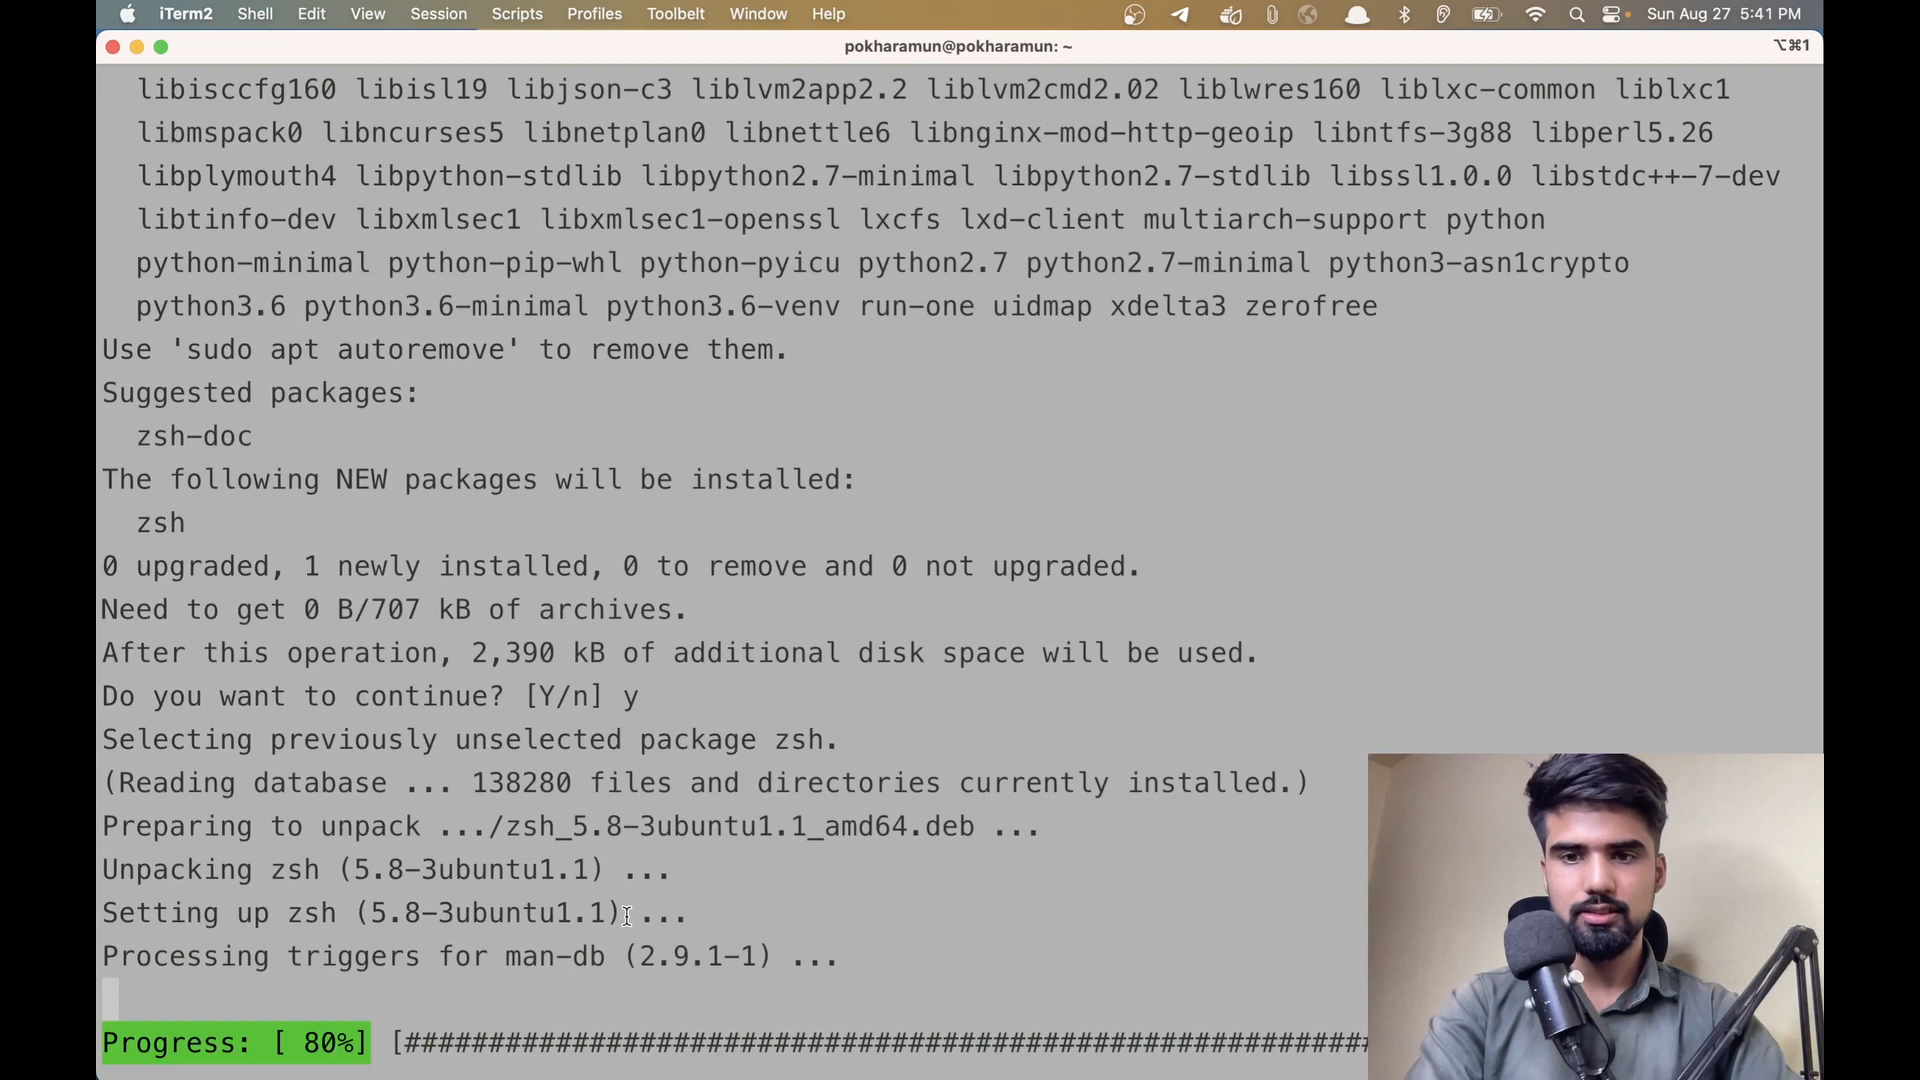 iTerm2 Shell Edit View Session Scripts Profiles Toolbelt Window Help Sun Aug 27 5:41 PM
pokharamun@pokharamun: ~ ⌥⌘1
libisccfg160 libisl19 libjson-c3 liblvm2app2.2 liblvm2cmd2.02 liblwres160 liblxc-common liblxc1
libmspack0 libncurses5 libnetplan0 libnettle6 libnginx-mod-http-geoip libntfs-3g88 libperl5.26
libplymouth4 libpython-stdlib libpython2.7-minimal libpython2.7-stdlib libssl1.0.0 libstdc++-7-dev
libtinfo-dev libxmlsec1 libxmlsec1-openssl lxcfs lxd-client multiarch-support python
python-minimal python-pip-whl python-pyicu python2.7 python2.7-minimal python3-asn1crypto
python3.6 python3.6-minimal python3.6-venv run-one uidmap xdelta3 zerofree
Use 'sudo apt autoremove' to remove them.
Suggested packages:
zsh-doc
The following NEW packages will be installed:
zsh
0 upgraded, 1 newly installed, 0 to remove and 0 not upgraded.
Need to get 0 B/707 kB of archives.
After this operation, 2,390 kB of additional disk space will be used.
Do you want to continue? [Y/n] y
Selecting previously unselected package zsh.
(Reading database ... 138280 files and directories currently installed.)
Preparing to unpack .../zsh_5.8-3ubuntu1.1_amd64.deb ...
Unpacking zsh (5.8-3ubuntu1.1) ...
Setting up zsh (5.8-3ubuntu1.1) ...
Processing triggers for man-db (2.9.1-1) ...
Progress: [ 80%] [##########################################################